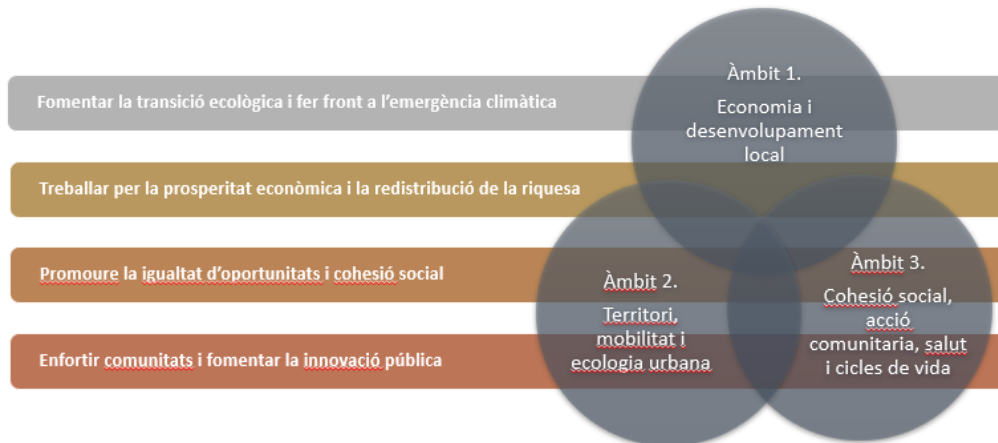 Fomentar la transició ecològica i fer front a l'emergència climàtica
Treballar per la prosperitat econòmica i la redistribució de la riquesa
Promoure la igualtat d'oportunitats i cohesió social
Enfortir comunitats i fomentar la innovació pública
Àmbit 1.
Economia i
desenvolupament
local
Àmbit 2.
Territori,
mobilitat i
ecologia urbana
Àmbit 3.
Cohesió social,
acció
comunitaria, salut
i cicles de vida